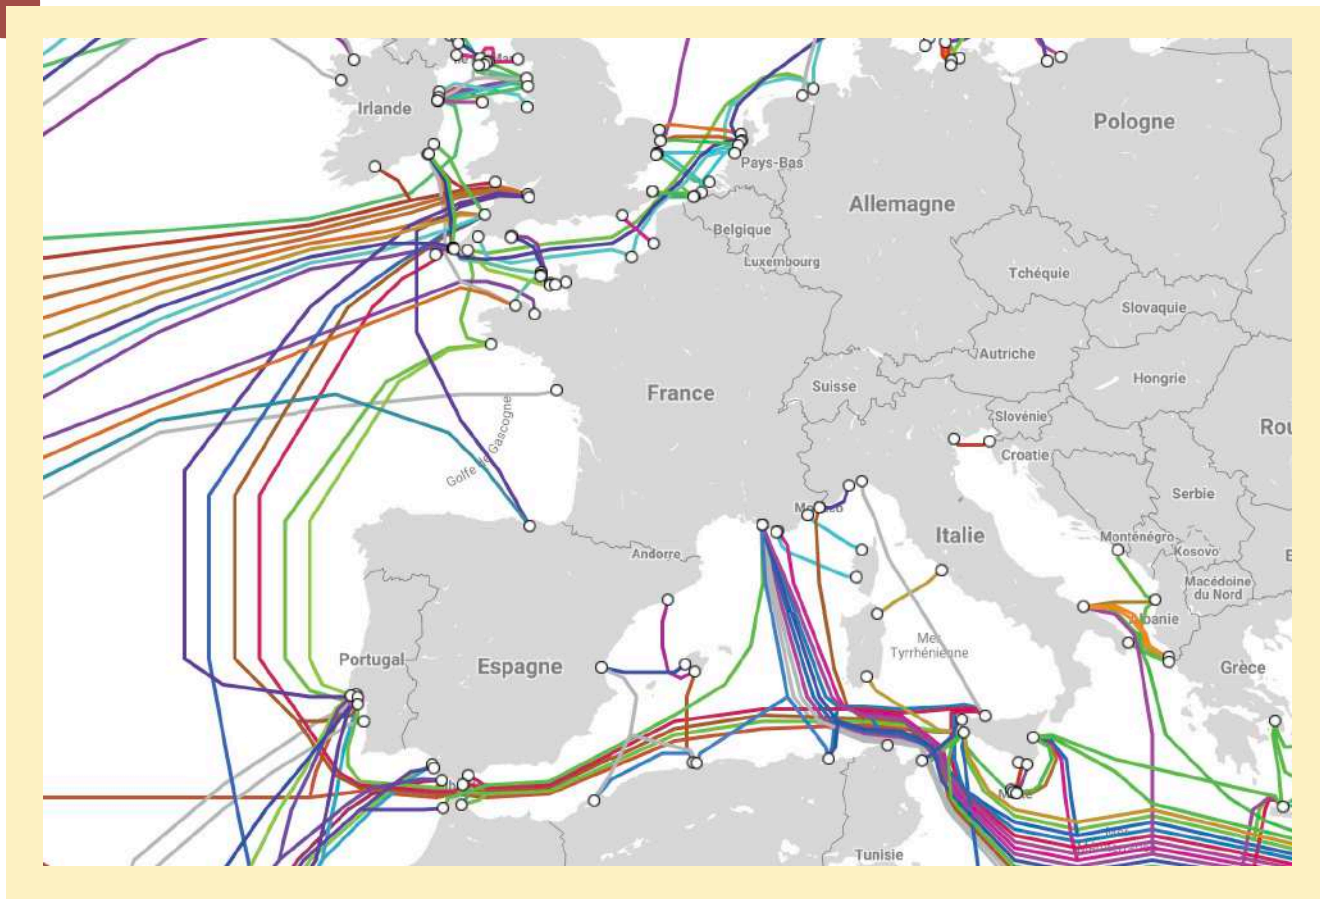 Irlande
Pologne
Pays-Bas
Allemagne
Belgique
Luxembourg
Tchéquie
Slovaquie
Autriche
Hongrie
France
Suisse
Slovénie
Croatie
Golfe de Gascogne
Serbie
Italie
Monténégro
Kosovo
Andorre
Macédoine
du Nord
Albanie
Mer
Tyrrhénienne
Portugal
Espagne
Grèce
Tunisie